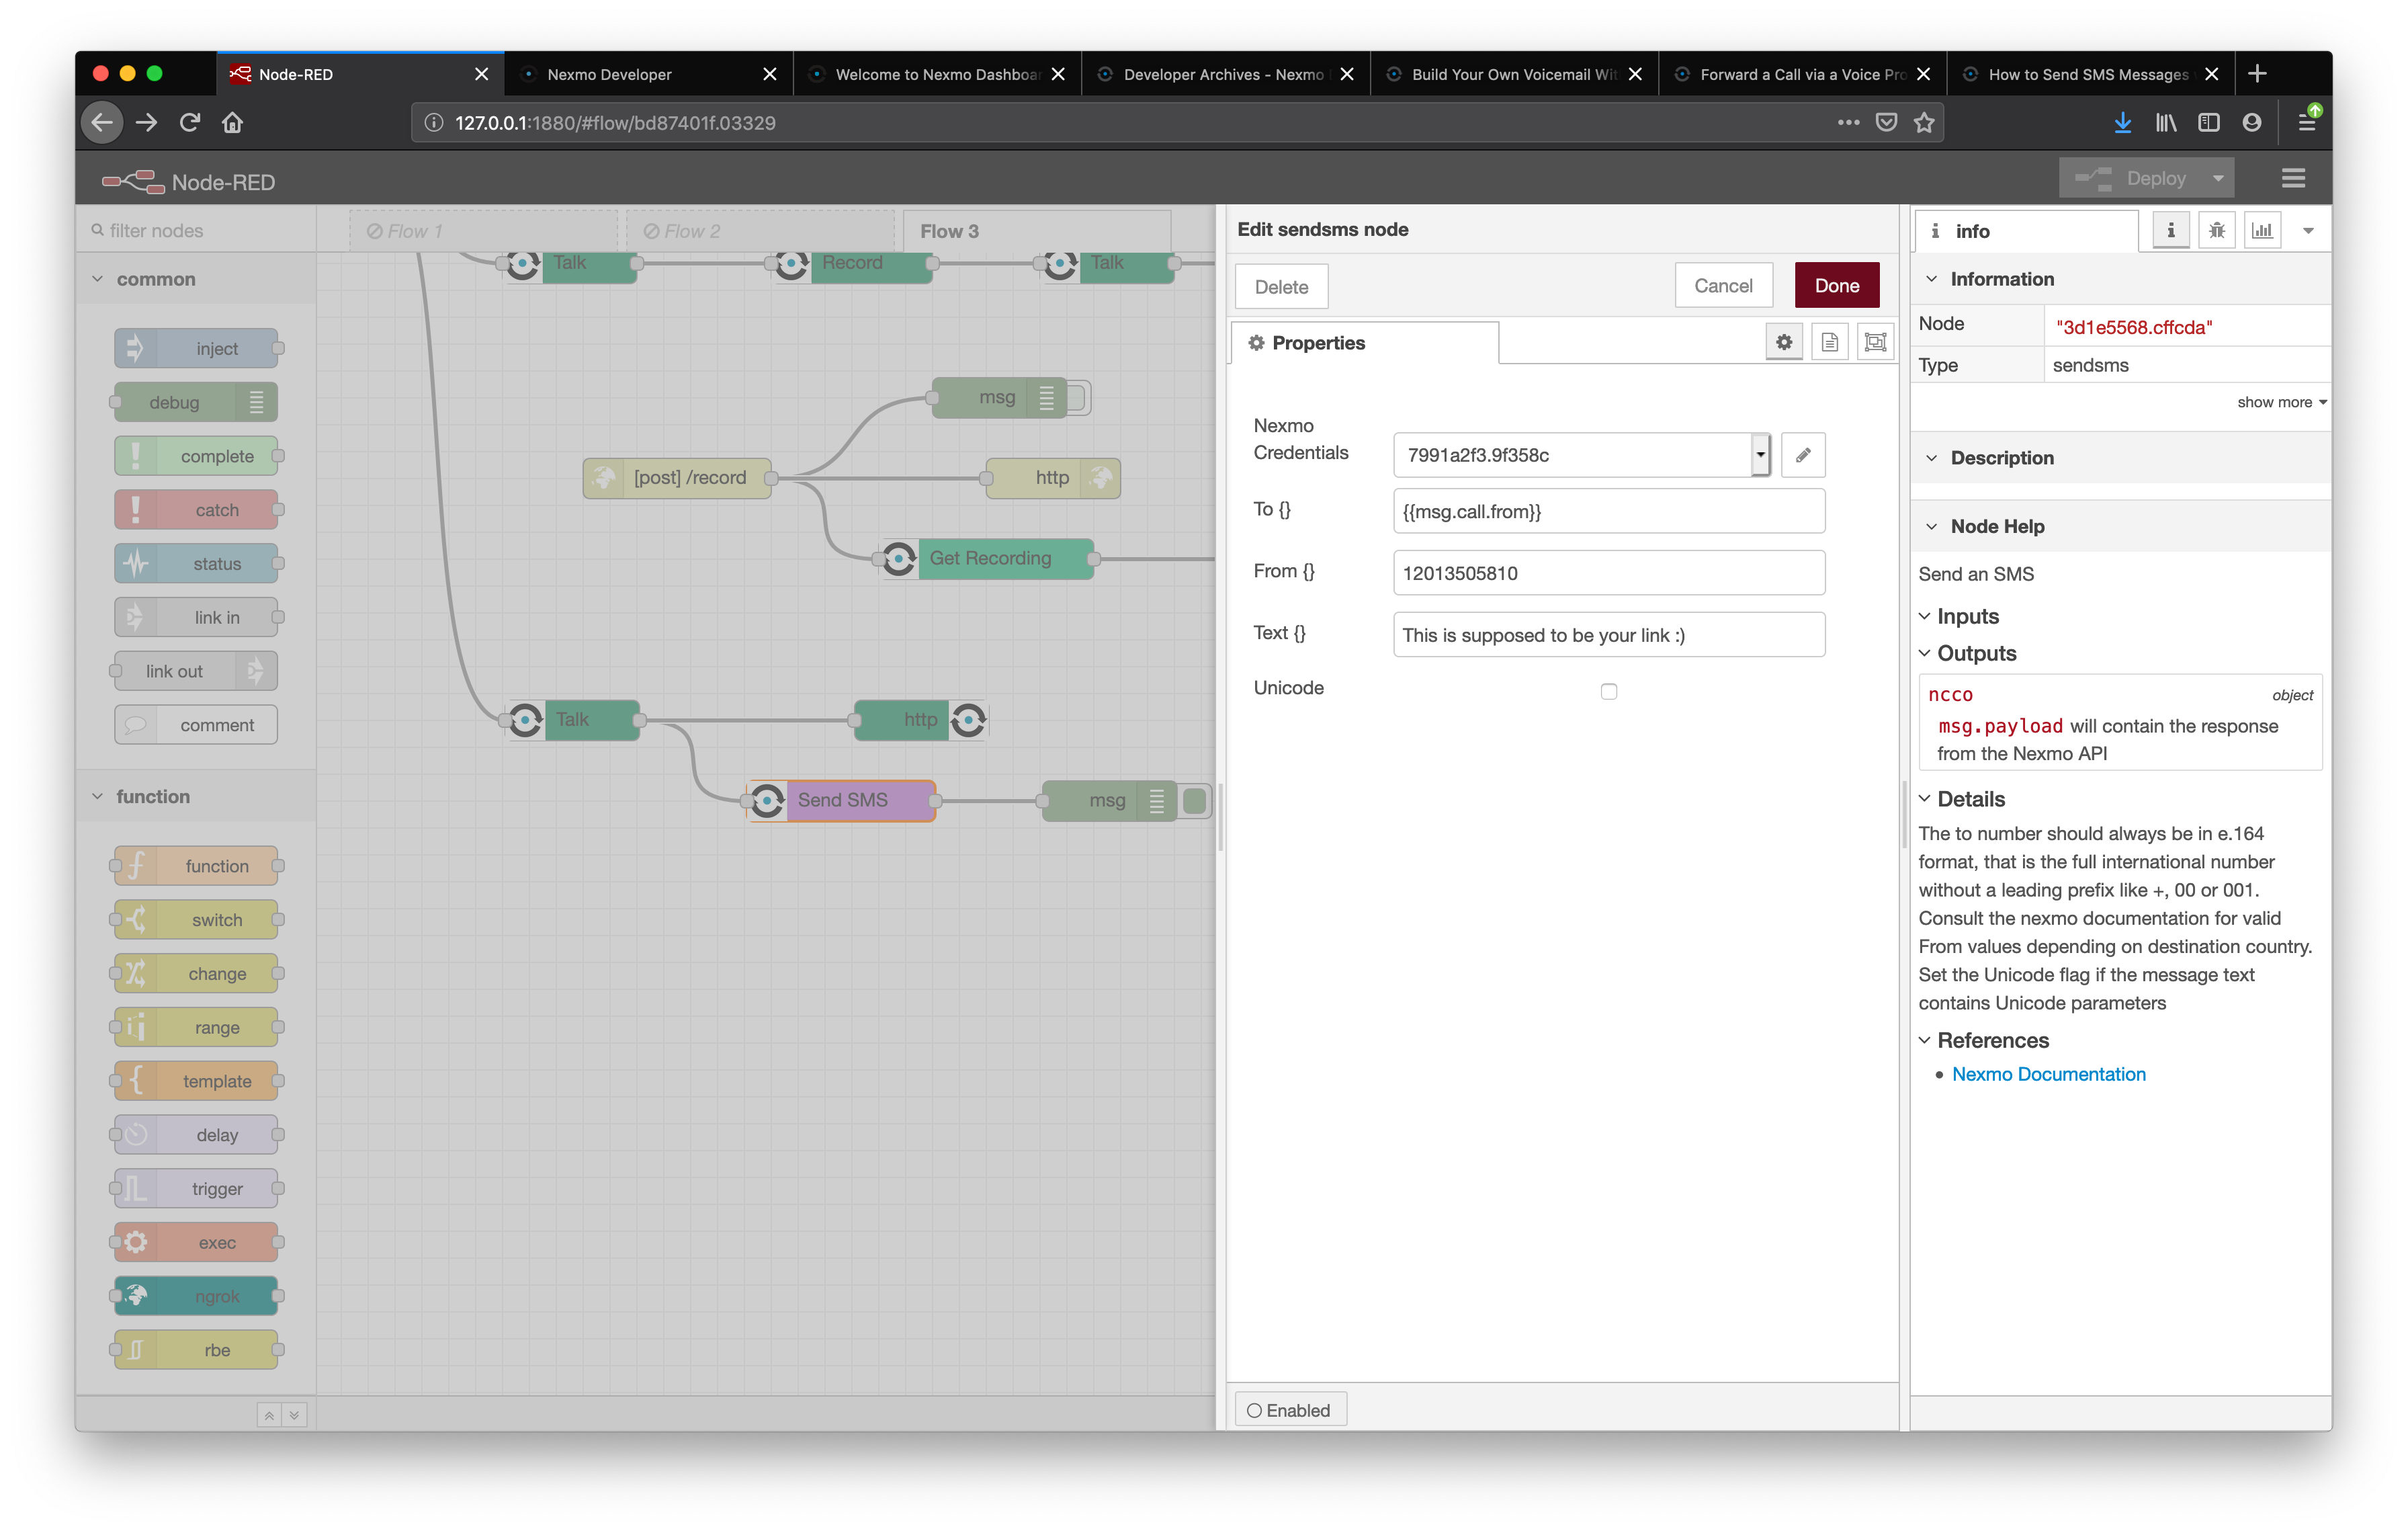 Node-RED
Nexmo Developer
Welcome to Nexmo Dashboar
Developer Archives - Nexmo
Build Your Own Voicemail Wit
Forward a Call via a Voice Pro
How to Send SMS Messages
127.0.0.1:1880/#flow/bd87401f.03329
Node-RED
Deploy
filter nodes
common
inject
debug
complete
catch
status
link in
link out
comment
function
function
switch
change
range
template
delay
trigger
exec
ngrok
rbe
Flow 1
Flow 2
Flow 3
Talk
Record
Talk
msg
[post] /record
http
Get Recording
Talk
http
Send SMS
msg
Edit sendsms node
Delete
Cancel
Done
Properties
Nexmo
Credentials
7991a2f3.9f358c
To {}
{{msg.call.from}}
From {}
12013505810
Text {}
This is supposed to be your link :)
Unicode
Enabled
info
Information
Node
"3d1e5568.cffcda"
Type
sendsms
show more
Description
Node Help
Send an SMS
Inputs
Outputs
ncco
object
msg.payload will contain the response
from the Nexmo API
Details
The to number should always be in e.164
format, that is the full international number
without a leading prefix like +, 00 or 001.
Consult the nexmo documentation for valid
From values depending on destination country.
Set the Unicode flag if the message text
contains Unicode parameters
References
Nexmo Documentation